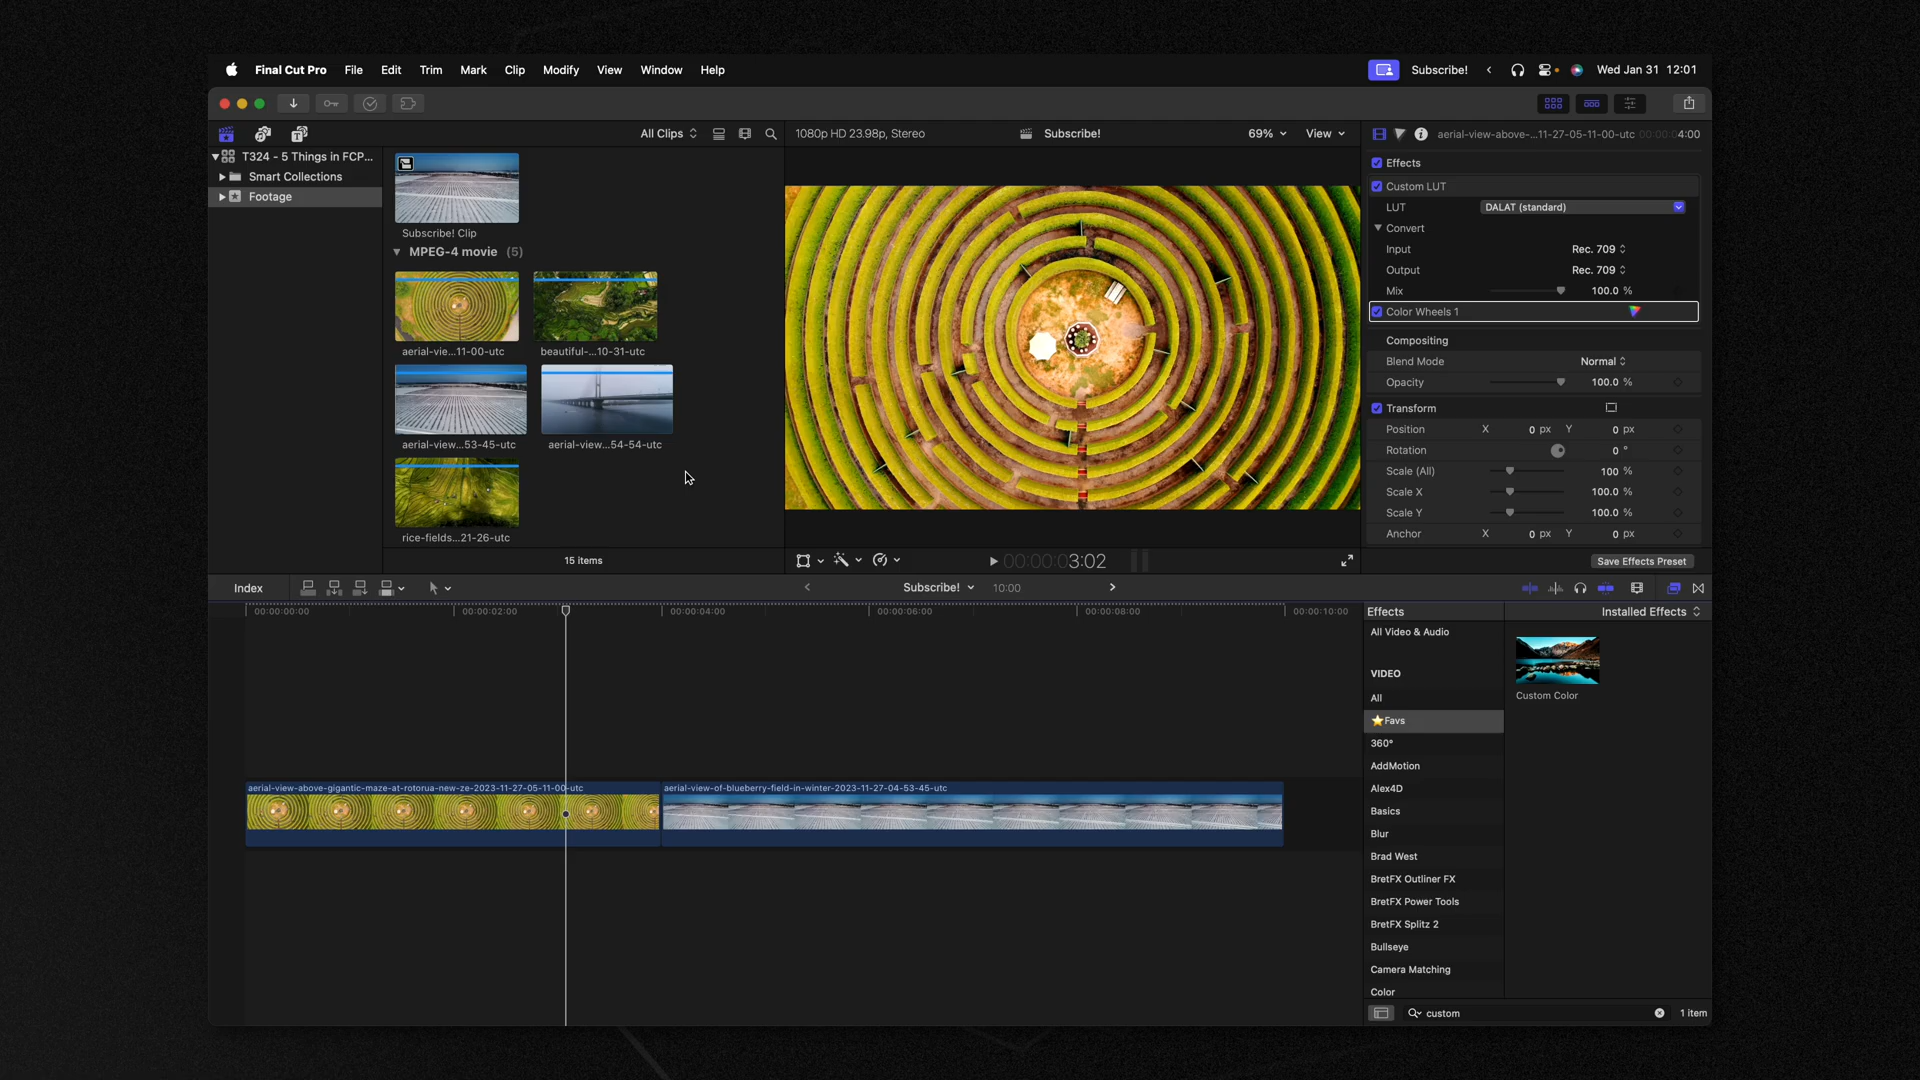 Final Cut Pro File Edit Trim Mark Clip Modify View Window Help
Subscribe! Wed Jan 31 12:01
All Clips
1080p HD 23.98p, Stereo
Subscribe!
69% View
aerial-view-above-...11-27-05-11-00-utc 00:00:04:00
T324 - 5 Things in FCP...
Smart Collections
Footage
Subscribe! Clip
MPEG-4 movie (5)
aerial-vie...11-00-utc
beautiful-...10-31-utc
aerial-view...53-45-utc
aerial-view...54-54-utc
rice-fields...21-26-utc
15 items
00:00:00:03:02
Effects
Custom LUT
LUT DALAT (standard)
Convert
Input Rec. 709
Output Rec. 709
Mix 100.0 %
Color Wheels 1
Compositing
Blend Mode Normal
Opacity 100.0 %
Transform
Position X 0 px Y 0 px
Rotation 0 °
Scale (All) 100 %
Scale X 100.0 %
Scale Y 100.0 %
Anchor X 0 px Y 0 px
Save Effects Preset
Index
Subscribe! 10:00
00:00:00:00 00:00:02:00 00:00:04:00 00:00:06:00 00:00:08:00 00:00:10:00
aerial-view-above-gigantic-maze-at-rotorua-new-ze-2023-11-27-05-11-00-utc
aerial-view-of-blueberry-field-in-winter-2023-11-27-04-53-45-utc
Effects
Installed Effects
All Video & Audio
VIDEO
All
Favs
360°
AddMotion
Alex4D
Basics
Blur
Brad West
BretFX Outliner FX
BretFX Power Tools
BretFX Splitz 2
Bullseye
Camera Matching
Color
Custom Color
custom
1 item